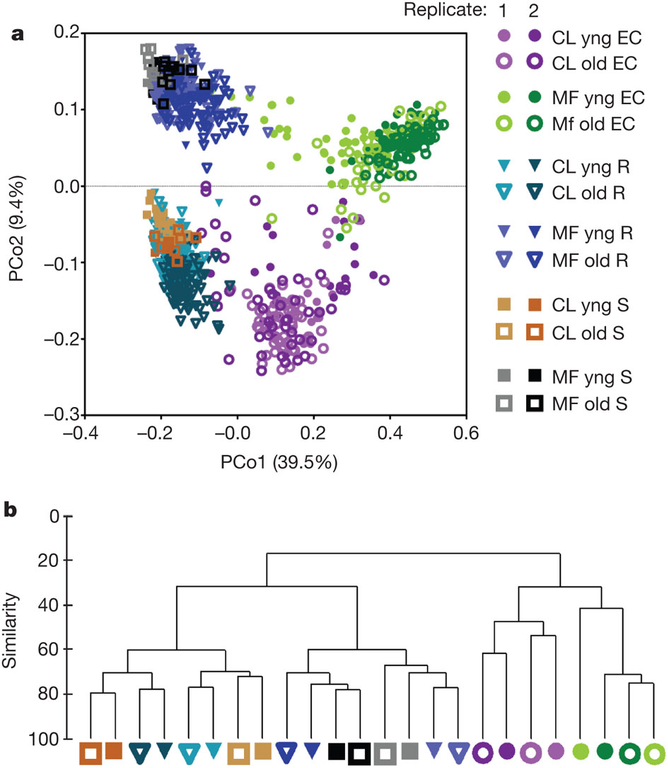 Replicate: 1 2
a
CL yng EC
CL old EC
MF yng EC
Mf old EC
CL yng R
CL old R
MF yng R
MF old R
CL yng S
CL old S
MF yng S
MF old S
0.2
0.1
0.0
−0.1
−0.2
−0.3
PCo2 (9.4%)
−0.4 −0.2 −0.0 0.2 0.4 0.6
PCo1 (39.5%)
b
0
20
40
60
80
100
Similarity